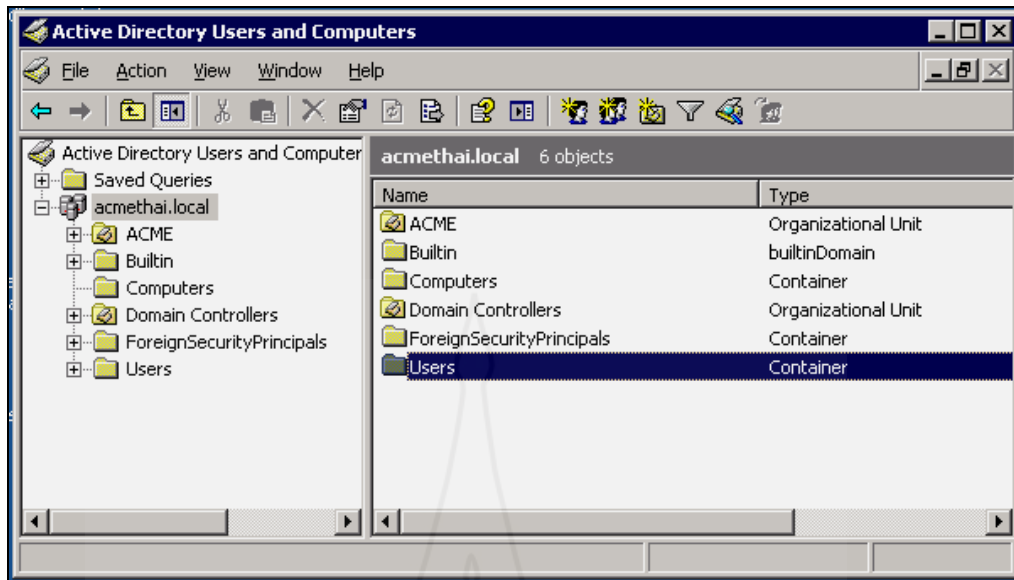 Active Directory Users and Computers
File Action View Window Help
Active Directory Users and Computer
Saved Queries
acmethai.local
ACME
Builtin
Computers
Domain Controllers
ForeignSecurityPrincipals
Users
acmethai.local 6 objects
Name Type
ACME Organizational Unit
Builtin builtinDomain
Computers Container
Domain Controllers Organizational Unit
ForeignSecurityPrincipals Container
Users Container